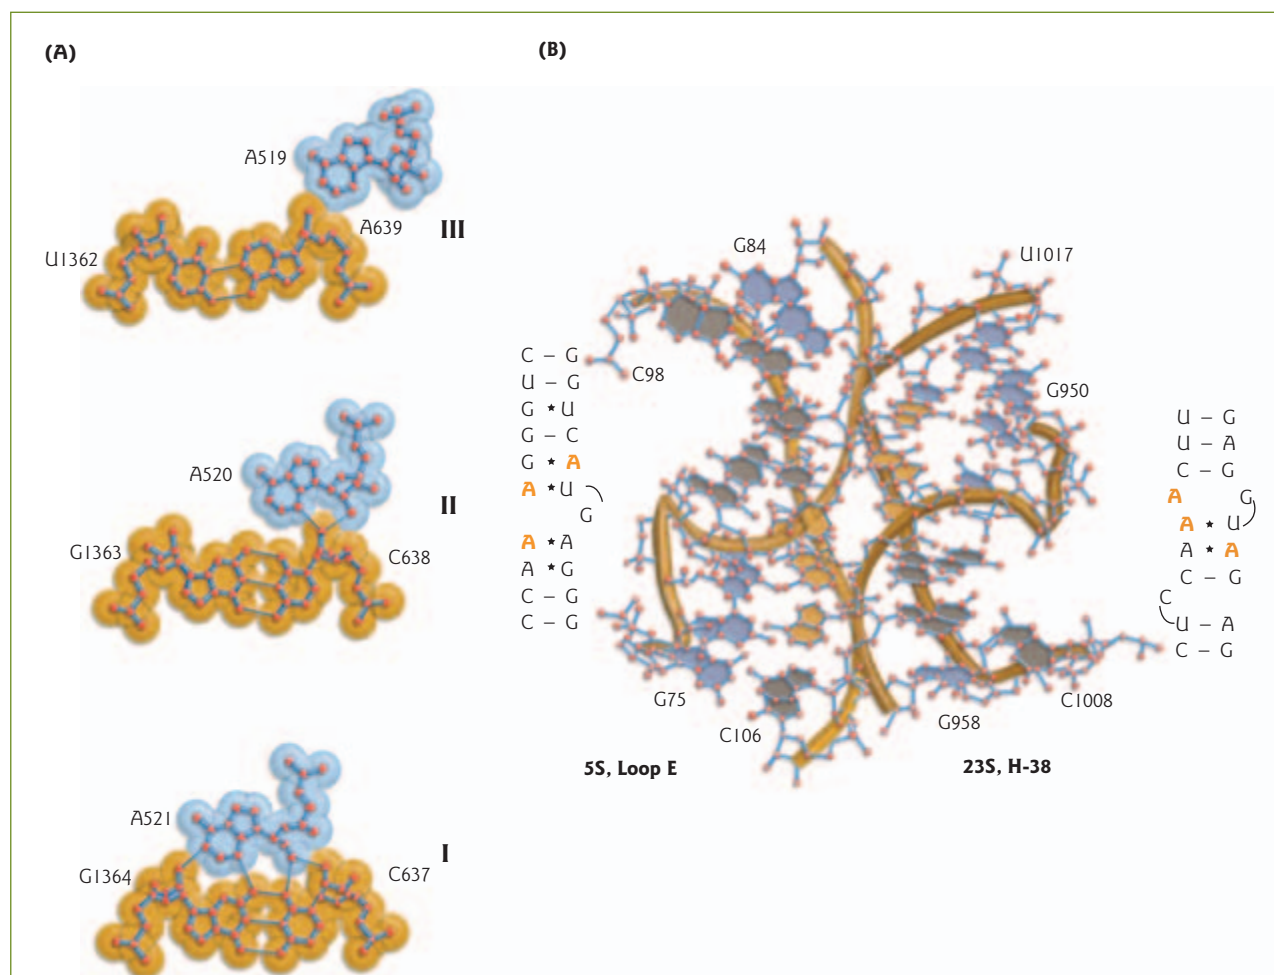 (A)
A519
A639
III
U1362
A520
II
G1363
C638
A521
I
G1364
C637
(B)
G84
U1017
C98
G950
C – G
U – G
G ★ U
G – C
G ★ A
A ★ U
G
A ★ A
A ★ G
C – G
C – G
U – G
U – A
C – G
A G
A ★ U
A ★ A
C – G
C
U – A
C – G
G75
C106
G958
C1008
5S, Loop E
23S, H-38